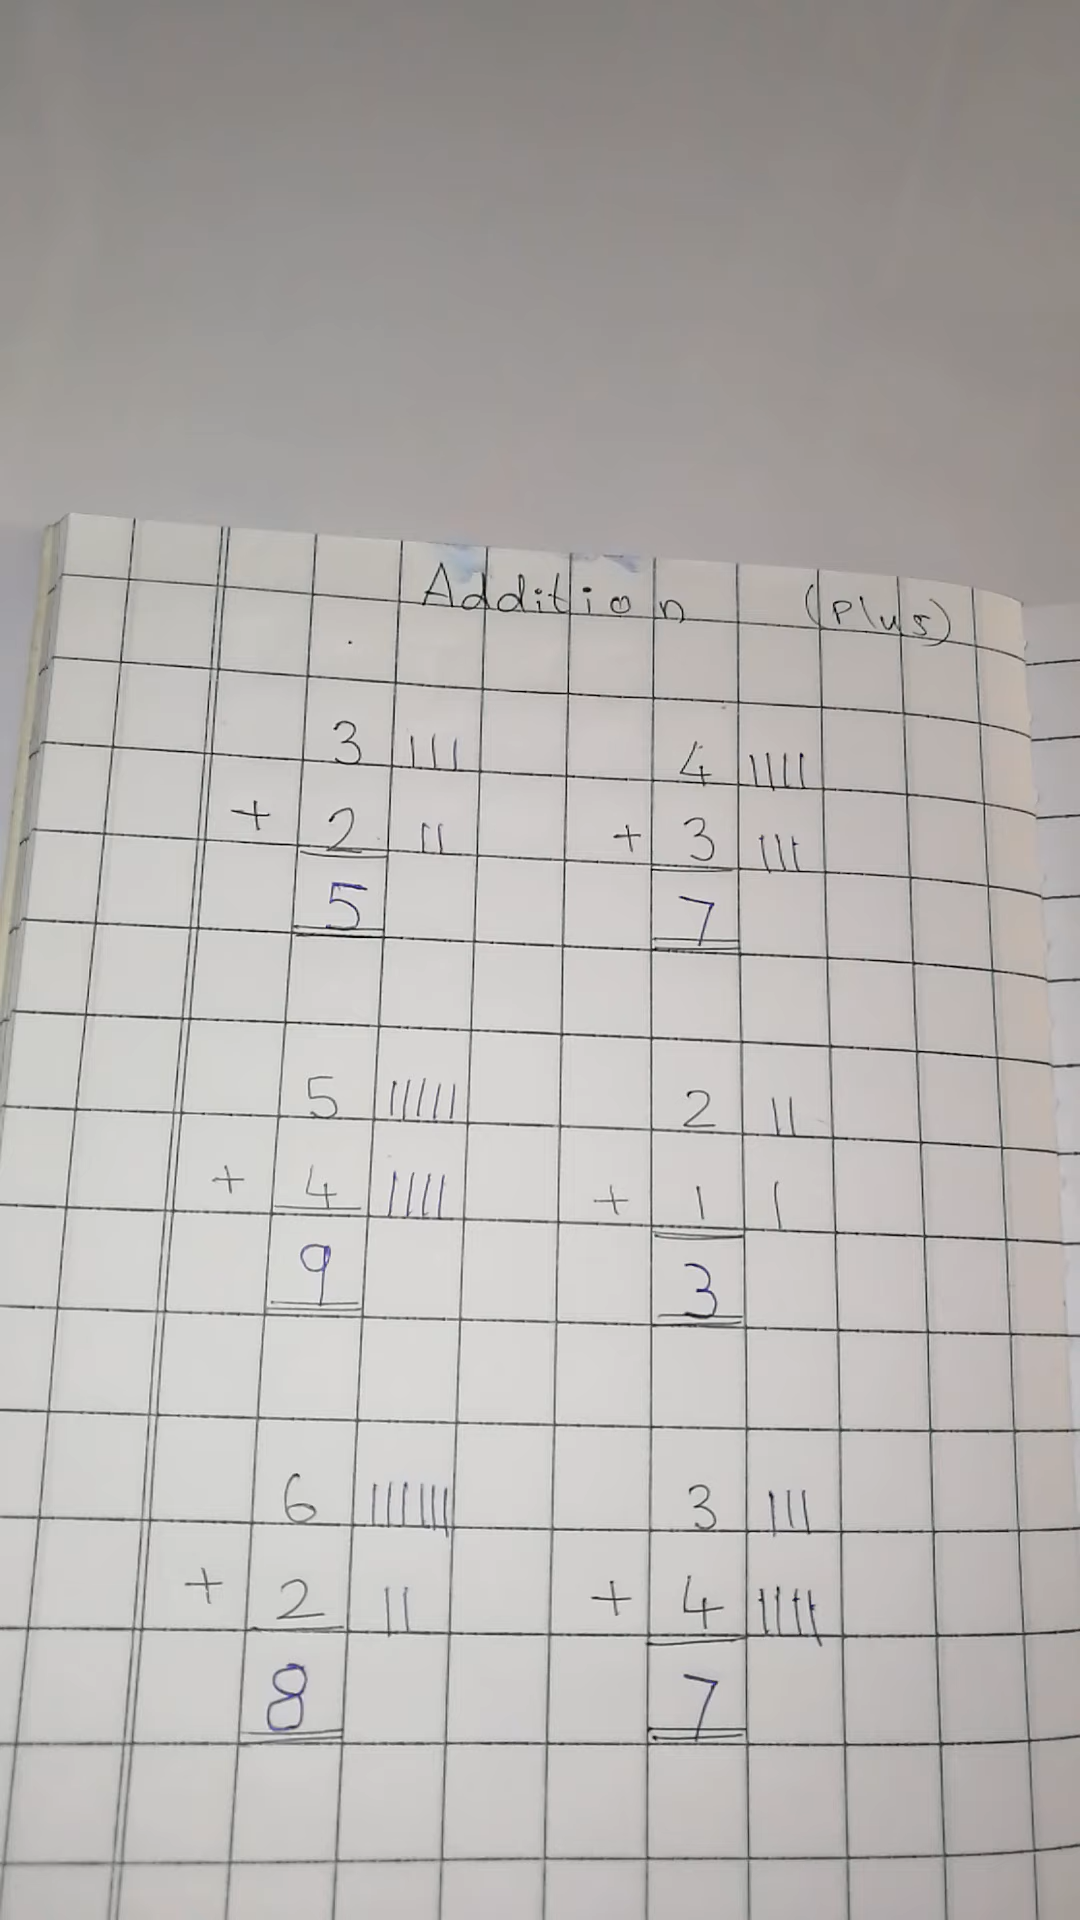 Addition (Plus)
3 ||| 4 ||||
+ 2 || + 3 |||
5 7
5 ||||| 2 ||
+ 4 |||| + 1 |
9 3
6 |||||| 3 |||
+ 2 || + 4 ||||
8 7